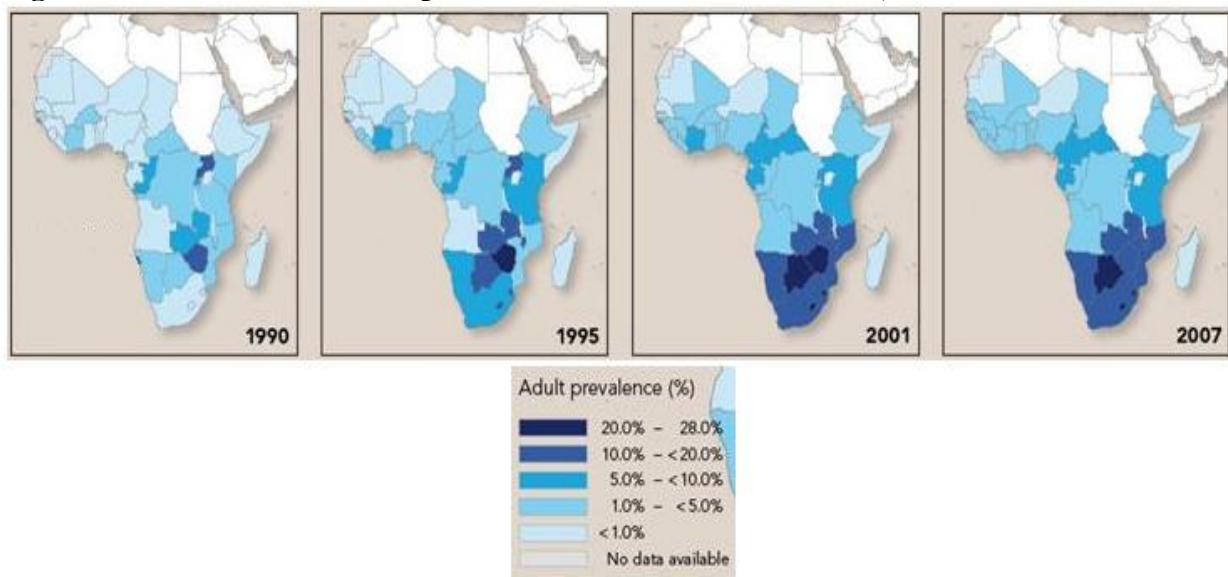 1990
1995
2001
2007
Adult prevalence (%)
20.0% – 28.0%
10.0% – <20.0%
5.0% – <10.0%
1.0% – <5.0%
<1.0%
No data available